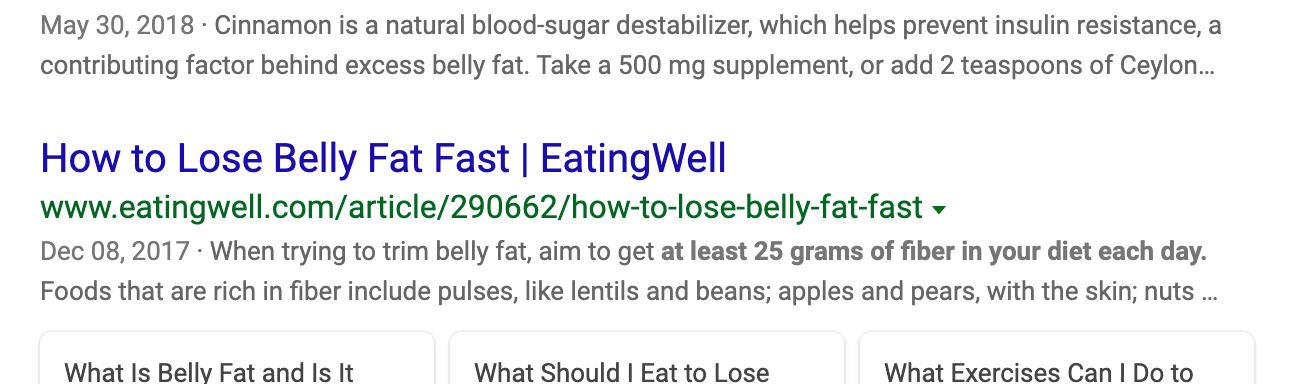 May 30, 2018 · Cinnamon is a natural blood-sugar destabilizer, which helps prevent insulin resistance, a
contributing factor behind excess belly fat. Take a 500 mg supplement, or add 2 teaspoons of Ceylon...
How to Lose Belly Fat Fast | EatingWell
www.eatingwell.com/article/290662/how-to-lose-belly-fat-fast
Dec 08, 2017 · When trying to trim belly fat, aim to get at least 25 grams of fiber in your diet each day.
Foods that are rich in fiber include pulses, like lentils and beans; apples and pears, with the skin; nuts ...
What Is Belly Fat and Is It
What Should I Eat to Lose
What Exercises Can I Do to